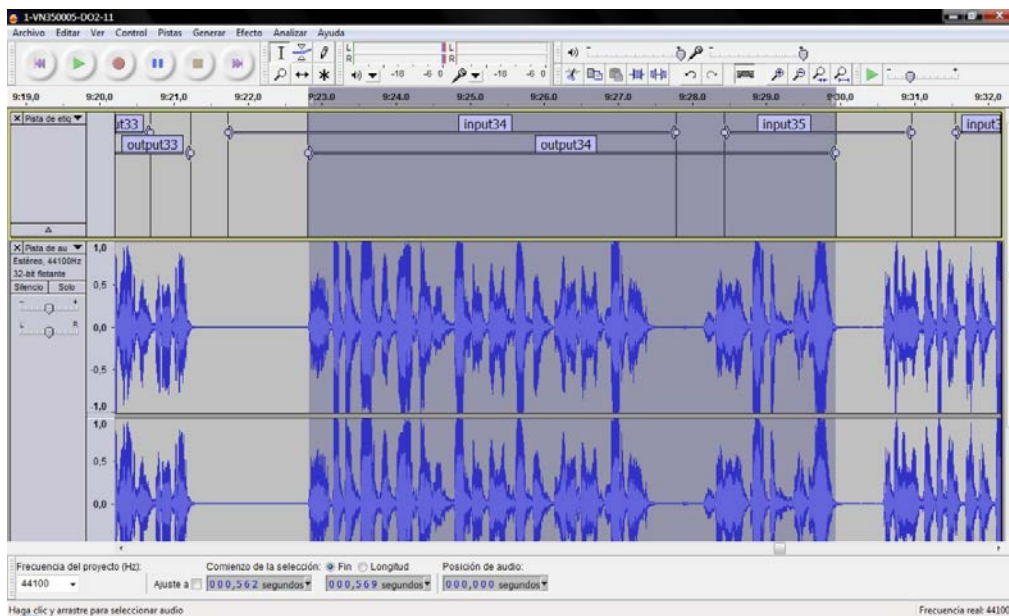 1-VN350005-DO2-11
Archivo Editar Ver Control Pistas Generar Efecto Analizar Ayuda
L
R
-18 -6 0
L
R
-18 -6 0
9:19,0 9:20,0 9:21,0 9:22,0 9:23,0 9:24,0 9:25,0 9:26,0 9:27,0 9:28,0 9:29,0 9:30,0 9:31,0 9:32,0
X Pista de etiq
ut33 input34 input35 input3
output33 output34
X Pista de au
Estéreo, 44100Hz
32-bit flotante
Silencio Solo
- +
L R
1,0
0,5
0,0
-0,5
-1,0
1,0
0,5
0,0
Frecuencia del proyecto (Hz): Comienzo de la selección: Fin Longitud Posición de audio:
44100 Ajuste a 000,562 segundos 000,569 segundos 000,000 segundos
Haga clic y arrastre para seleccionar audio Frecuencia real: 44100